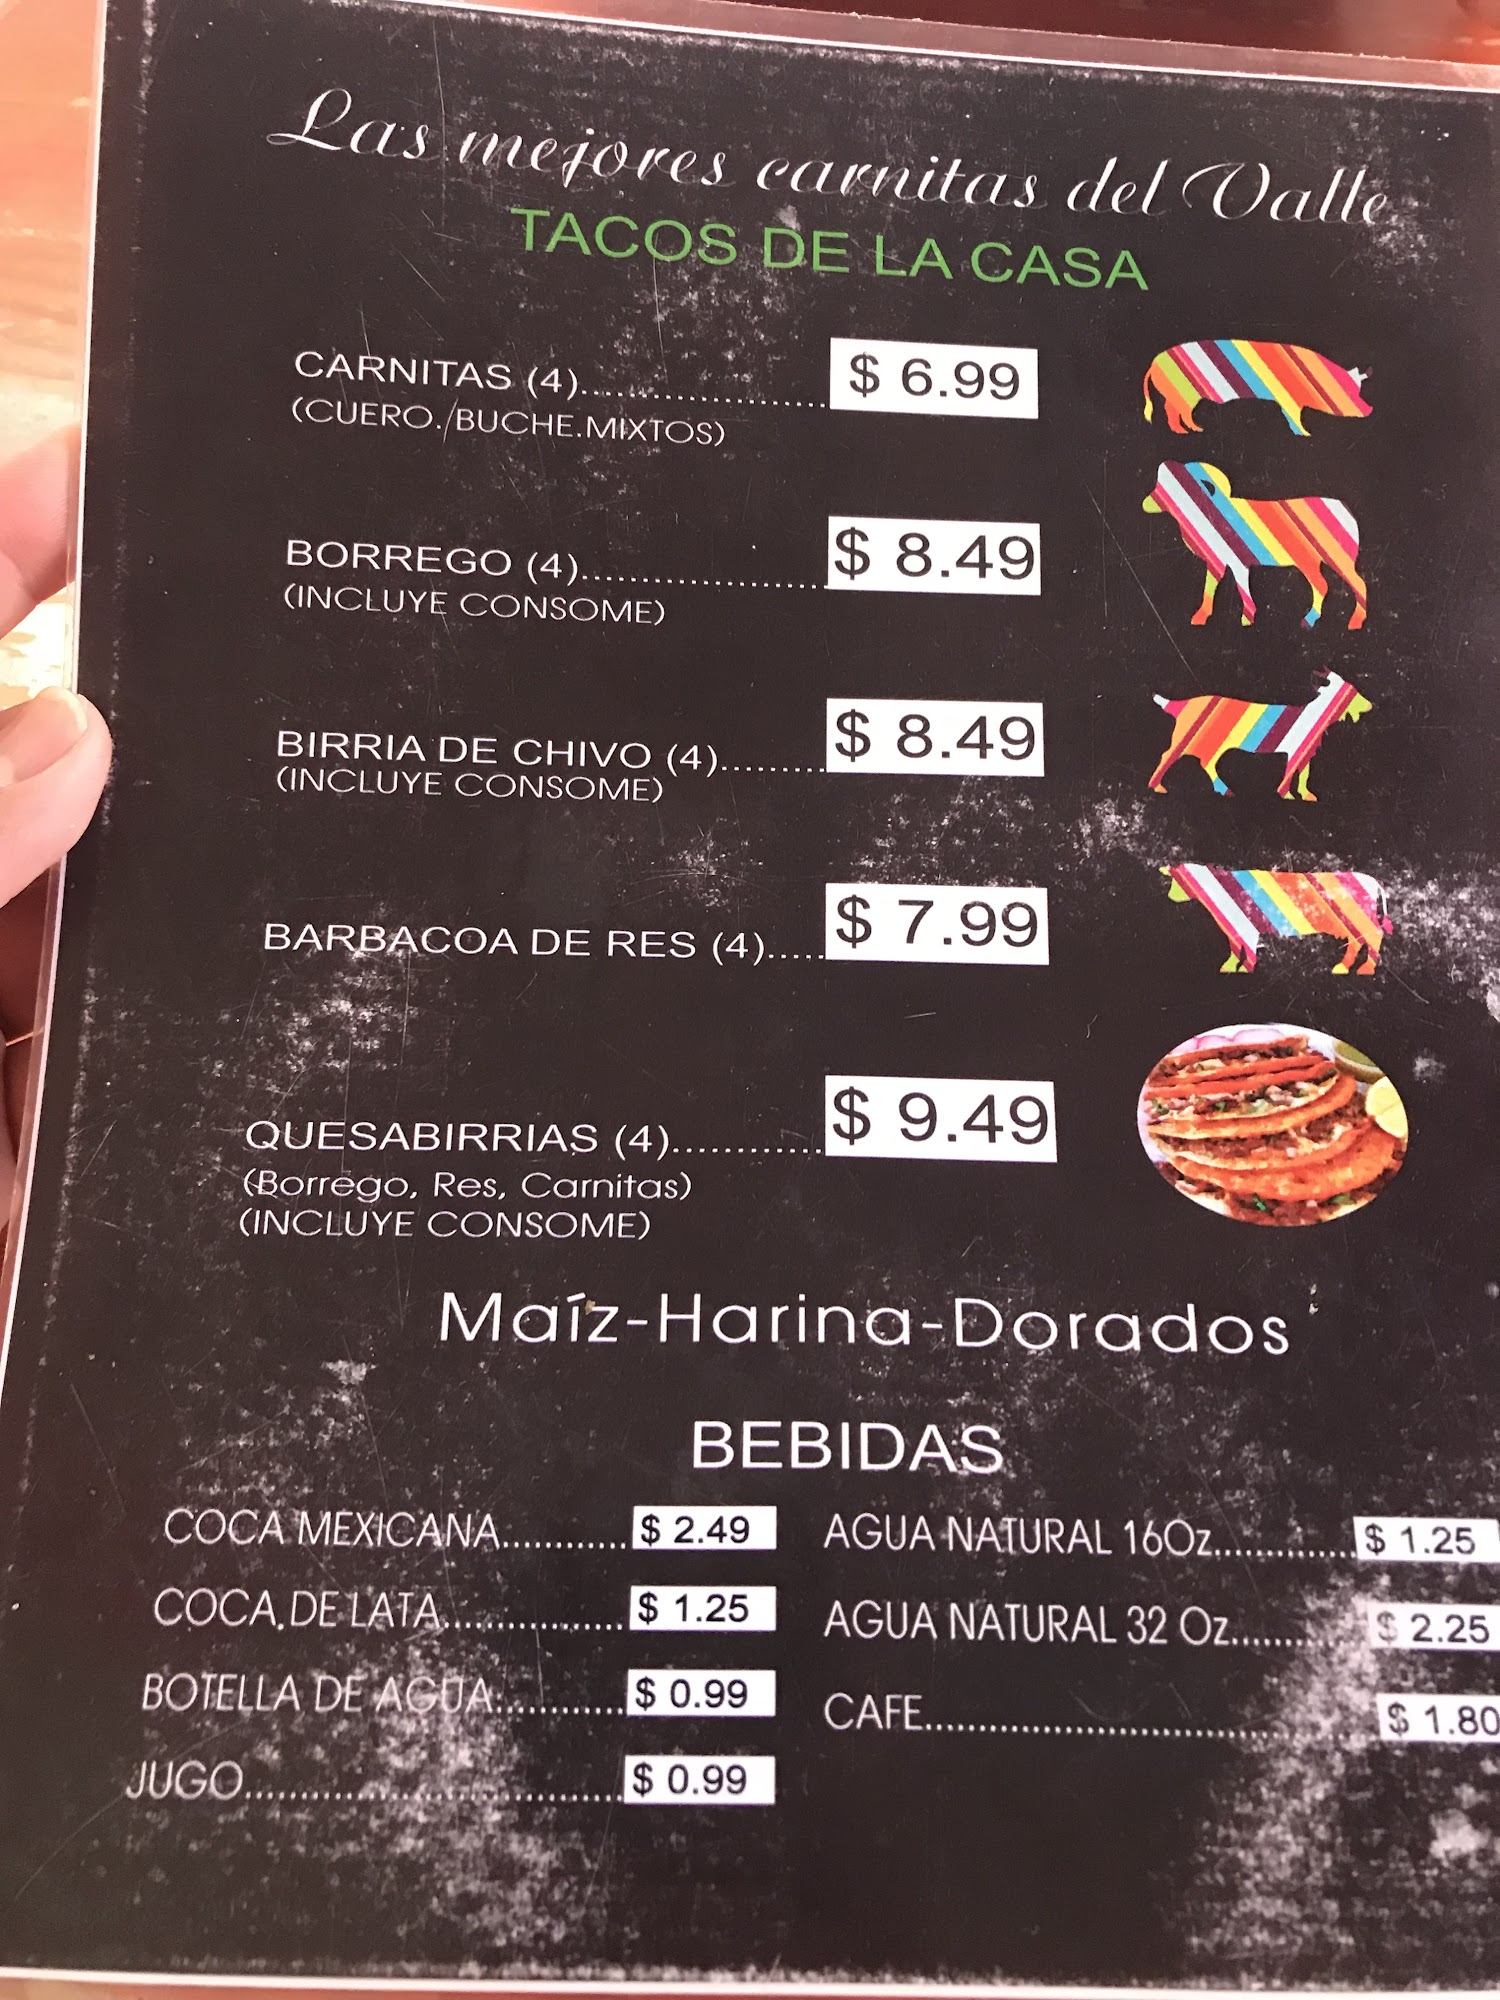 Las mejores carnitas del Valle
TACOS DE LA CASA
CARNITAS (4)....................... $ 6.99
(CUERO./BUCHE.MIXTOS)
BORREGO (4)....................... $ 8.49
(INCLUYE CONSOME)
BIRRIA DE CHIVO (4)......... $ 8.49
(INCLUYE CONSOME)
BARBACOA DE RES (4)..... $ 7.99
QUESABIRRIAS (4)............ $ 9.49
(Borrego, Res, Carnitas)
(INCLUYE CONSOME)
Maíz-Harina-Dorados
BEBIDAS
COCA MEXICANA............ $ 2.49
COCA DE LATA.................. $ 1.25
BOTELLA DE AGUA............ $ 0.99
JUGO..................................... $ 0.99
AGUA NATURAL 16Oz.............. $ 1.25
AGUA NATURAL 32 Oz............. $ 2.25
CAFE............................................. $ 1.80